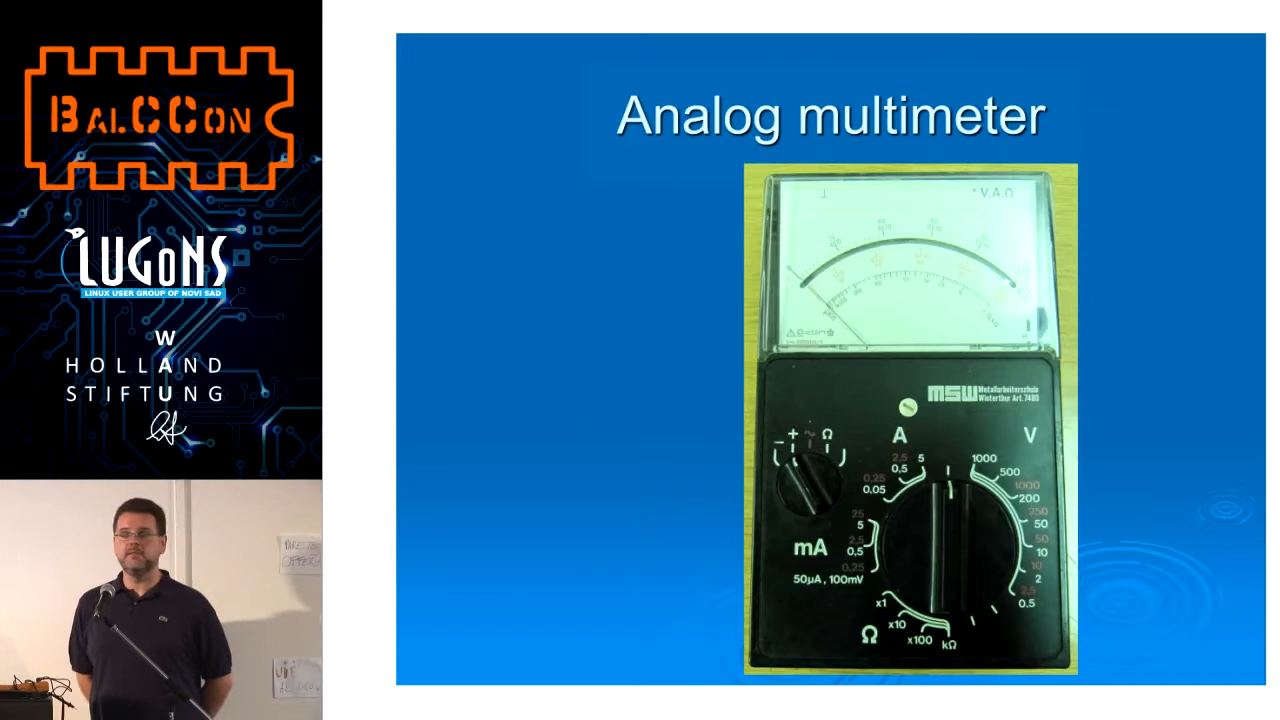 BALCCON
LUGoNS
LINUX USER GROUP OF NOVI SAD
W
HOLLAND
STIFTUNG
Analog multimeter
V,A,Ω
MSW Metallarbeiterschule
Winterthur Art. 7480
A V
− + ~ Ω
2,5 5
0,5
0,25
0,05
25
5
2,5
0,5
0,25
mA
50µA, 100mV
x1
x10
x100
kΩ
Ω
1000
500
1000
200
250
50
50
10
10
2
2,5
0.5